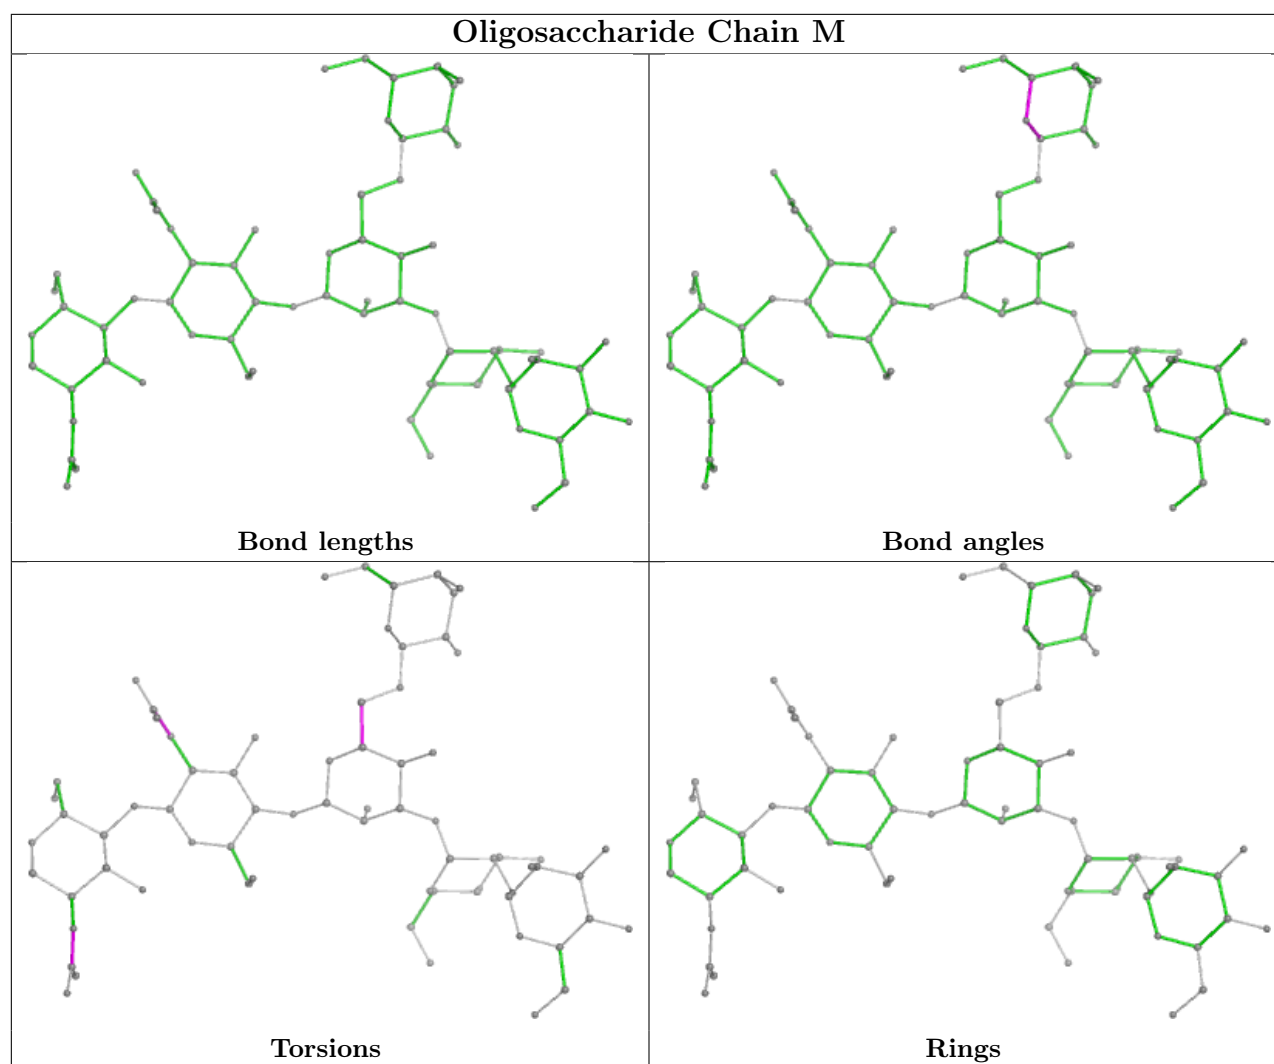 Oligosaccharide Chain M
Bond lengths
Bond angles
Torsions
Rings